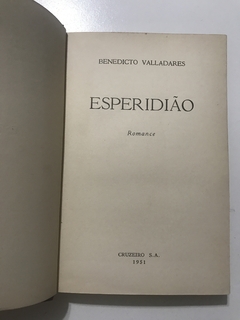 BENEDICTO VALLADARES
ESPERIDIÃO
Romance
CRUZEIRO S.A.
1951